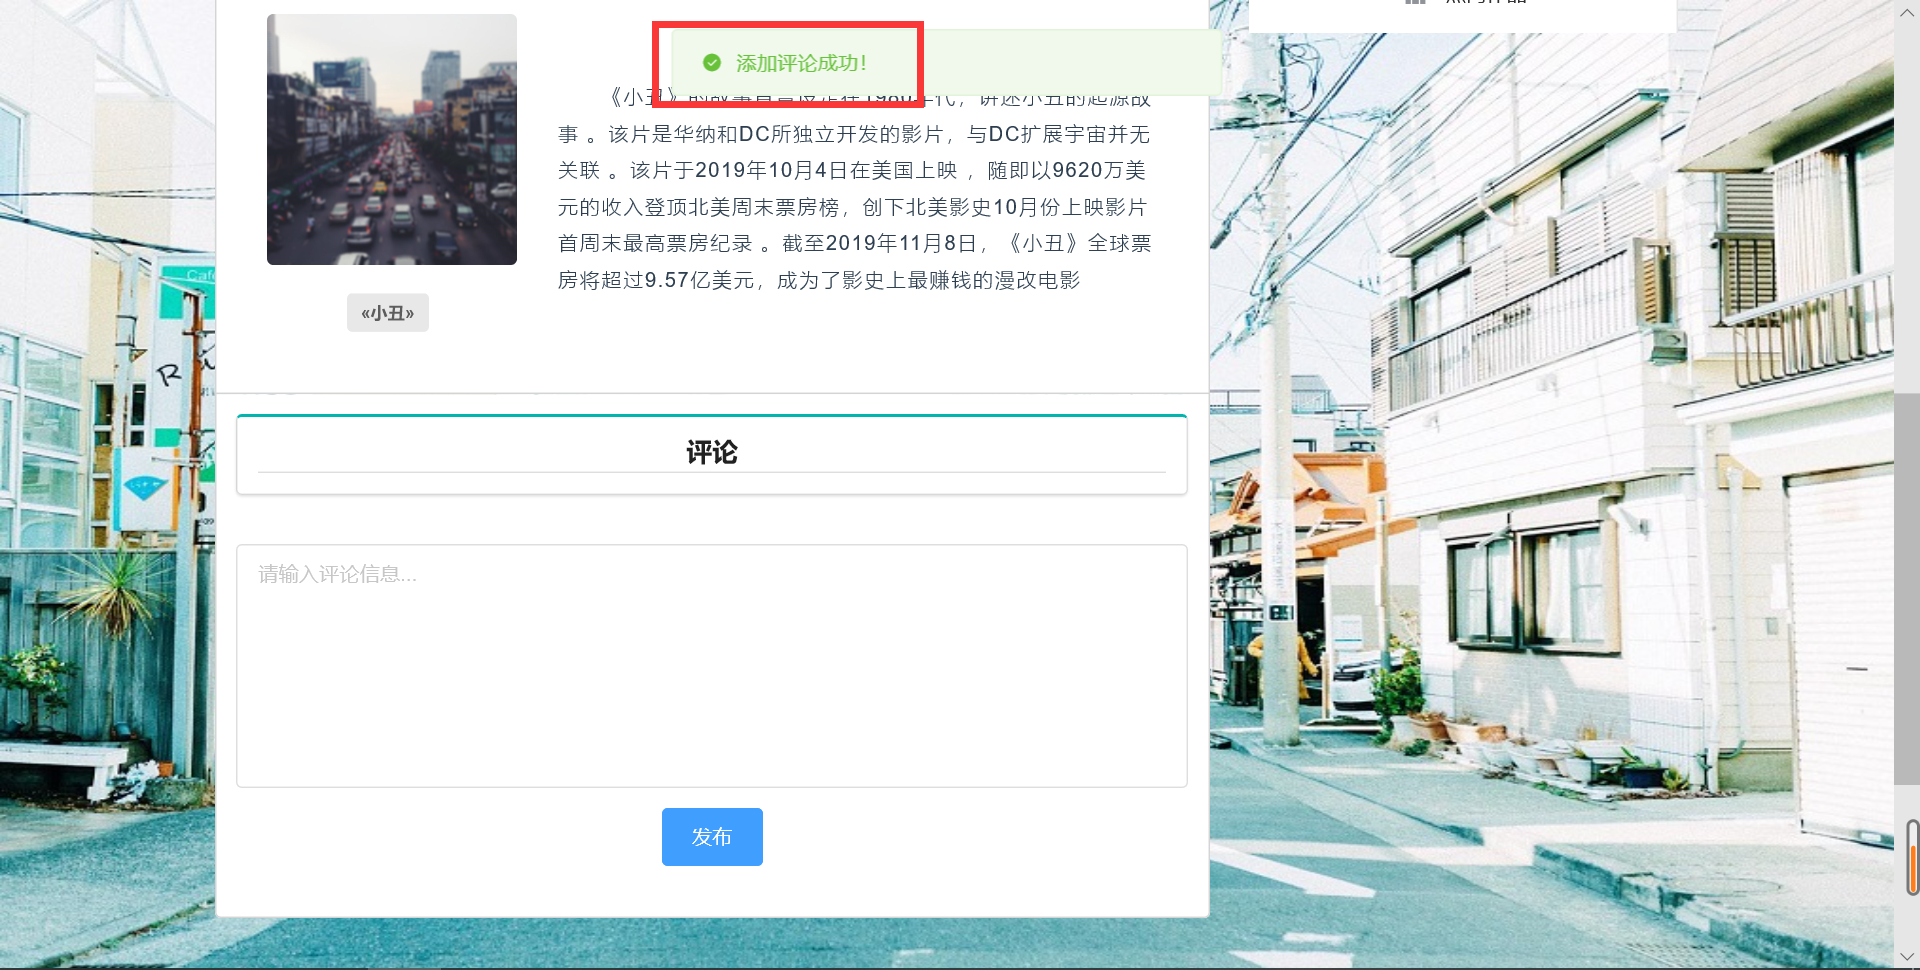 添加评论成功！
《小丑》的故事背景设定在1980年代，讲述小丑的起源故
事 。该片是华纳和DC所独立开发的影片，与DC扩展宇宙并无
关联 。该片于2019年10月4日在美国上映 ，随即以9620万美
元的收入登顶北美周末票房榜，创下北美影史10月份上映影片
首周末最高票房纪录 。截至2019年11月8日，《小丑》全球票
房将超过9.57亿美元，成为了影史上最赚钱的漫改电影
«小丑»
评论
请输入评论信息...
发布
Café